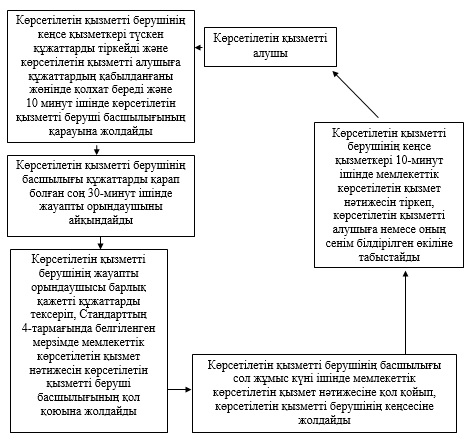 Көрсетілетін қызметті берушінің
кеңсе қызметкері түскен
құжаттарды тіркейді және
көрсетілетін қызметті алушыға
құжаттардың қабылданғаны
жөнінде қолхат береді және
10 минут ішінде көрсетілетін
қызметті беруші басшылығының
қарауына жолдайды
Көрсетілетін қызметті
алушы
Көрсетілетін қызметті берушінің
басшылығы құжаттарды қарап
болған соң 30-минут ішінде
жауапты орындаушыны
айқындайды
Көрсетілетін қызметті
берушінің жауапты
орындаушысы барлық
қажетті құжаттарды
тексеріп, Стандарттың
4-тармағында белгіленген
мерзімде мемлекеттік
көрсетілетін қызмет
нәтижесін көрсетілетін
қызметті беруші
басшылығының қол
қоюына жолдайды
Көрсетілетін қызметті берушінің басшылығы
сол жұмыс күні ішінде мемлекеттік
көрсетілетін қызмет нәтижесіне қол қойып,
көрсетілетін қызметті берушінің кеңсесіне
жолдайды
Көрсетілетін қызметті
берушінің кеңсе
қызметкері 10-минут
ішінде мемлекеттік
көрсетілетін қызмет
нәтижесін тіркеп,
көрсетілетін қызметті
алушыға немесе оның
сенім білдірілген өкіліне
табыстайды